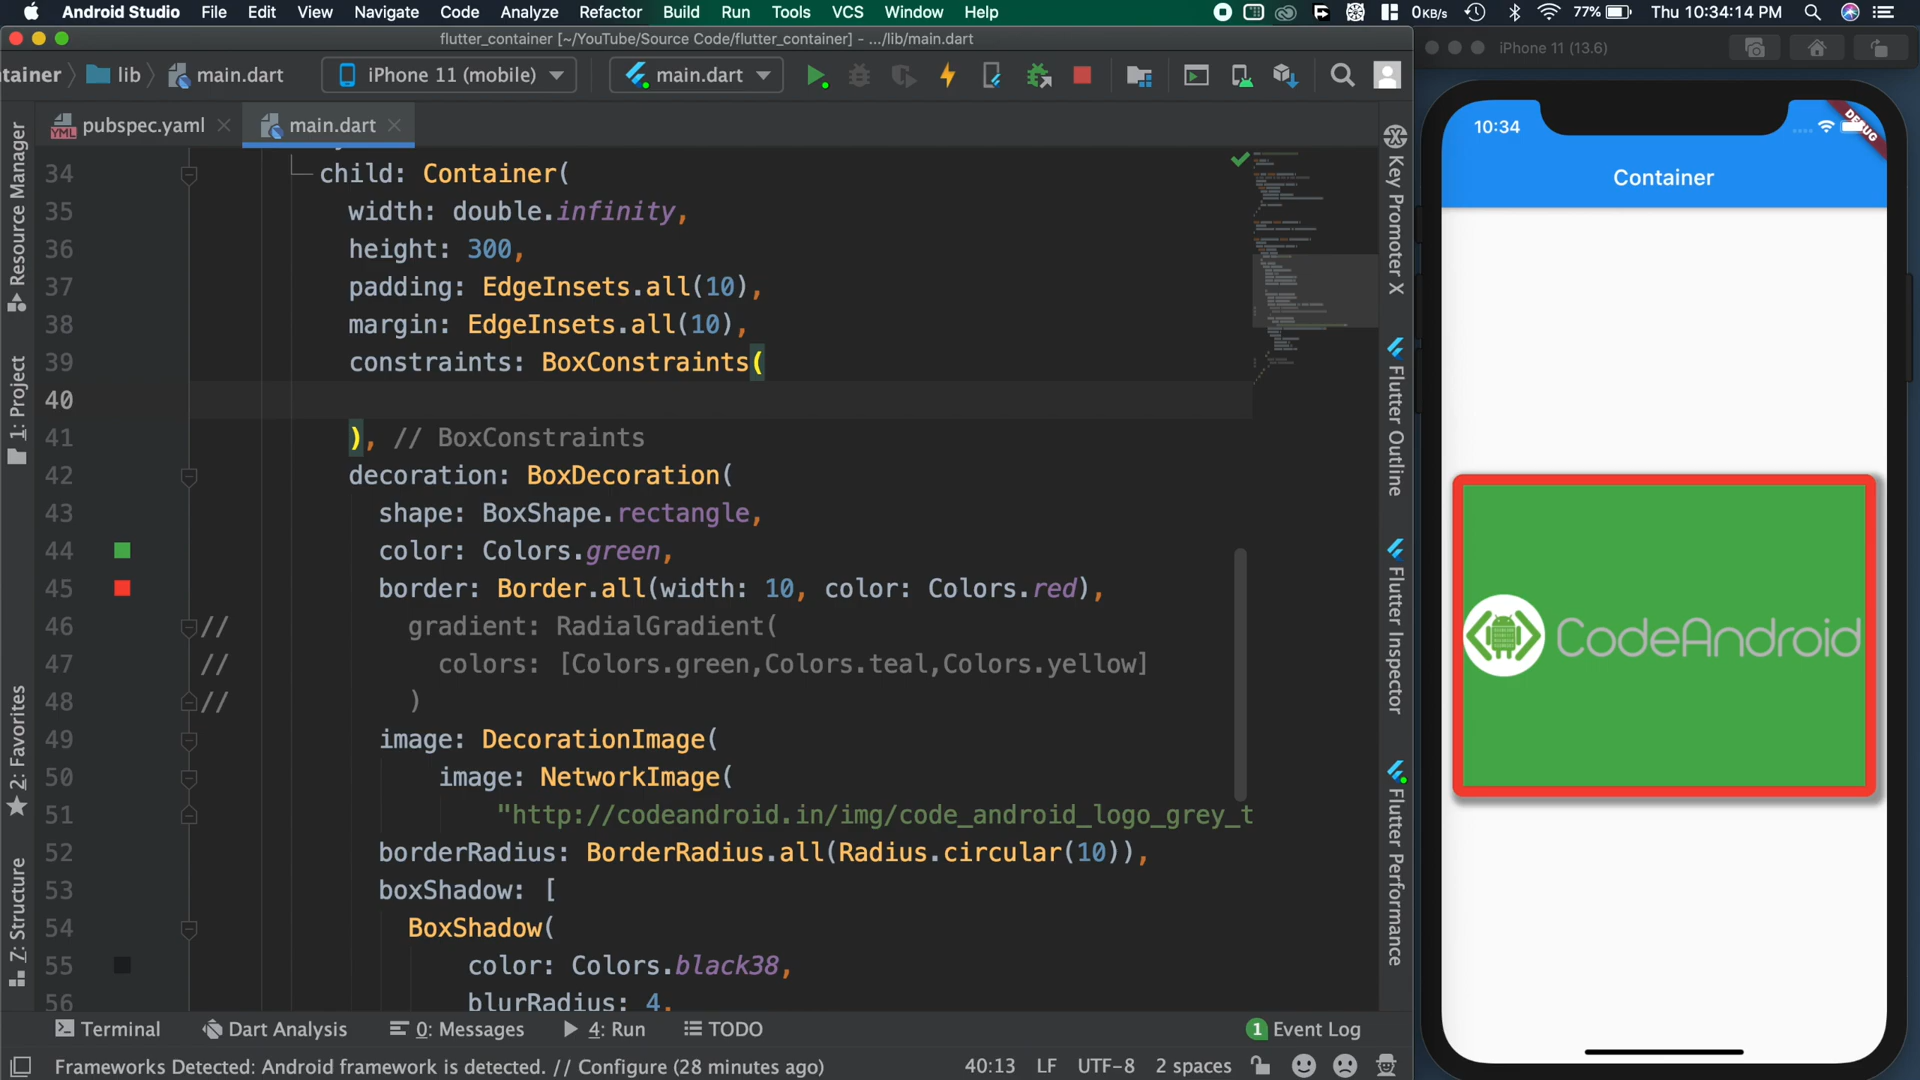 Android Studio File Edit View Navigate Code Analyze Refactor Build Run Tools VCS Window Help 0KB/s 77% Thu 10:34:14 PM
flutter_container [~/YouTube/Source Code/flutter_container] - .../lib/main.dart
iPhone 11 (13.6)
tainer lib main.dart iPhone 11 (mobile) main.dart
pubspec.yaml main.dart
34 child: Container(
35 width: double.infinity,
36 height: 300,
37 padding: EdgeInsets.all(10),
38 margin: EdgeInsets.all(10),
39 constraints: BoxConstraints(
40
41 ), // BoxConstraints
42 decoration: BoxDecoration(
43 shape: BoxShape.rectangle,
44 color: Colors.green,
45 border: Border.all(width: 10, color: Colors.red),
46 // gradient: RadialGradient(
47 // colors: [Colors.green,Colors.teal,Colors.yellow]
48 // )
49 image: DecorationImage(
50 image: NetworkImage(
51 "http://codeandroid.in/img/code_android_logo_grey_t
52 borderRadius: BorderRadius.all(Radius.circular(10)),
53 boxShadow: [
54 BoxShadow(
55 color: Colors.black38,
56 blurRadius: 4,
Resource Manager
1: Project
2: Favorites
Z: Structure
Key Promoter X
Flutter Outline
Flutter Inspector
Flutter Performance
10:34
DEBUG
Container
CodeAndroid
Terminal Dart Analysis 0: Messages 4: Run TODO 1 Event Log
Frameworks Detected: Android framework is detected. // Configure (28 minutes ago) 40:13 LF UTF-8 2 spaces